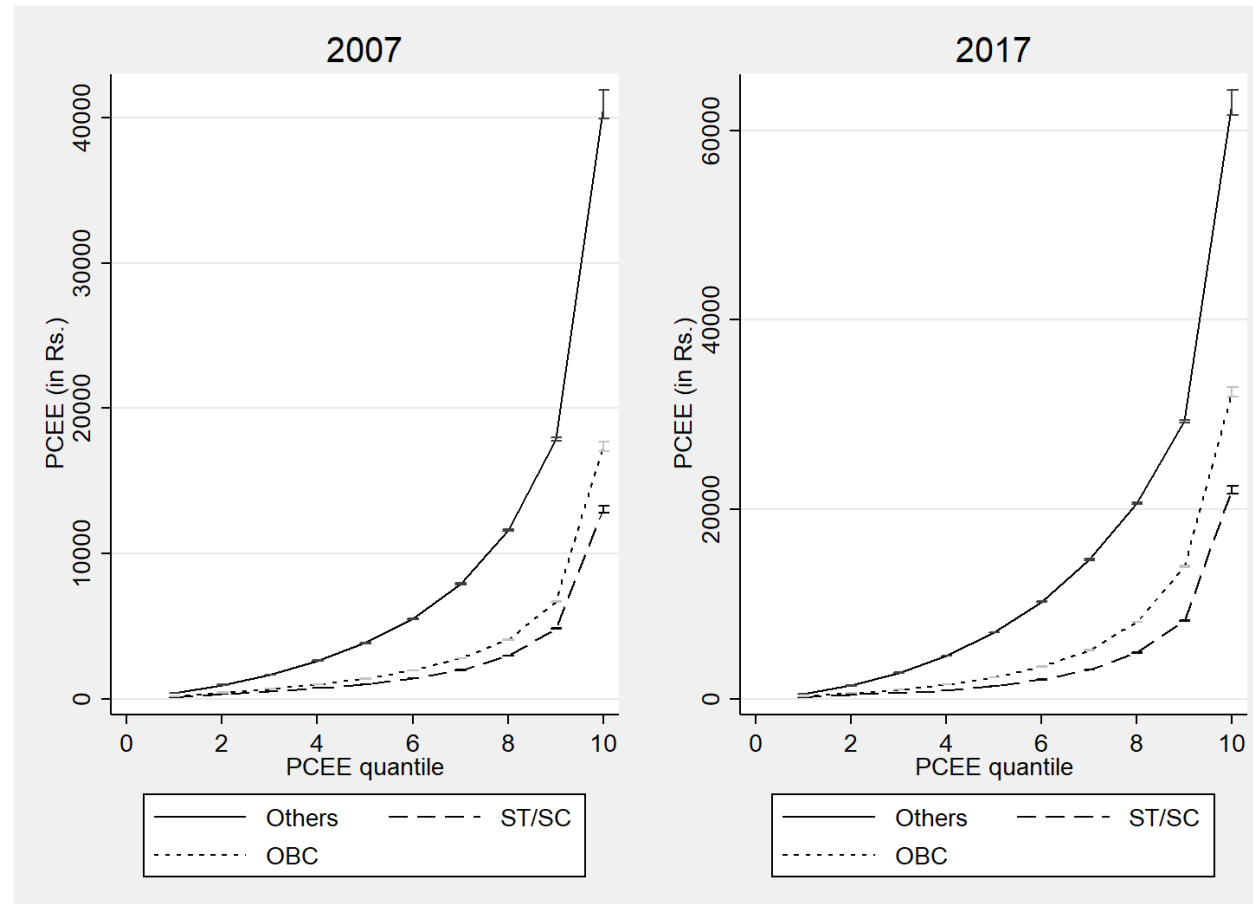 2007
PCEE (in Rs.)
40000
30000
20000
10000
0
0 2 4 6 8 10
PCEE quantile
Others ST/SC
OBC
2017
PCEE (in Rs.)
60000
40000
20000
0
0 2 4 6 8 10
PCEE quantile
Others ST/SC
OBC